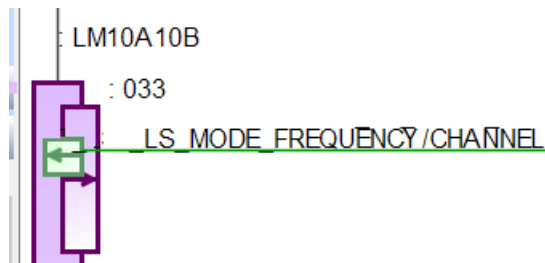 : LM10A10B
: 033
: _LS_MODE_FREQUENCY/CHANNEL